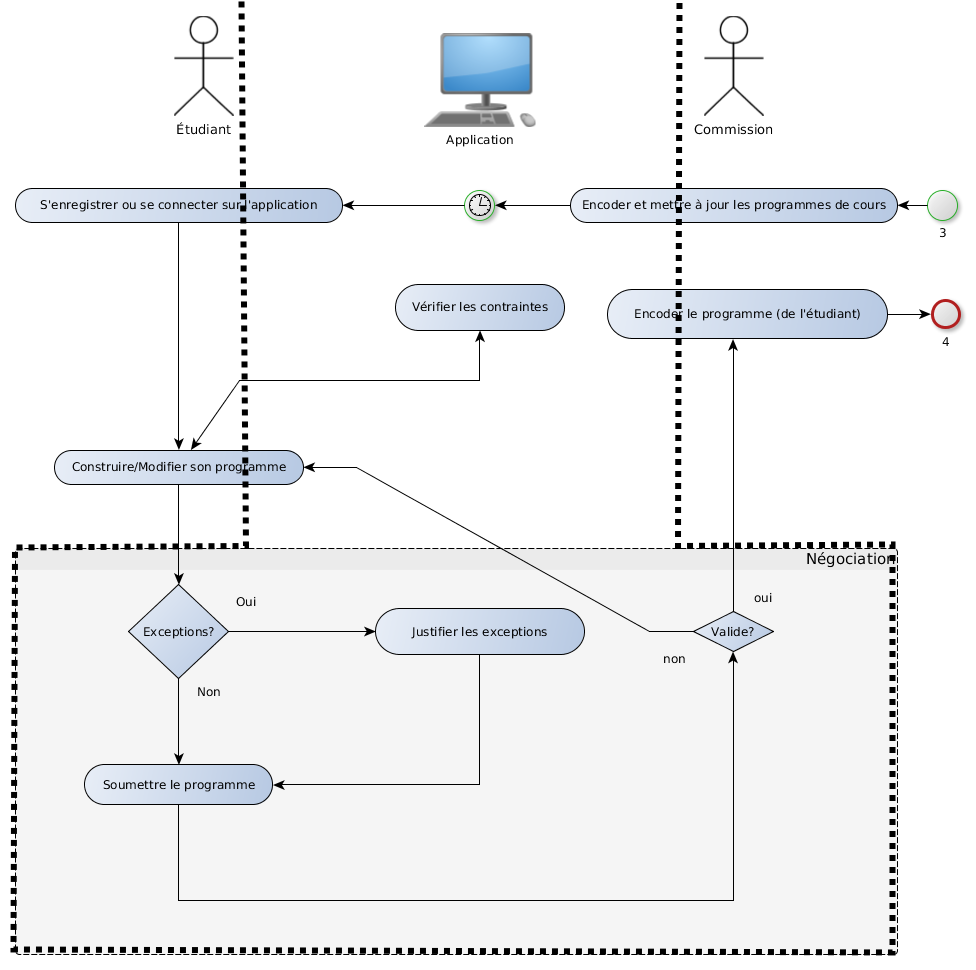 Étudiant
Application
Commission
S'enregistrer ou se connecter sur l'application
Encoder et mettre à jour les programmes de cours
3
Vérifier les contraintes
Encoder le programme (de l'étudiant)
4
Construire/Modifier son programme
Négociation
Oui
oui
Exceptions?
Justifier les exceptions
Valide?
non
Non
Soumettre le programme